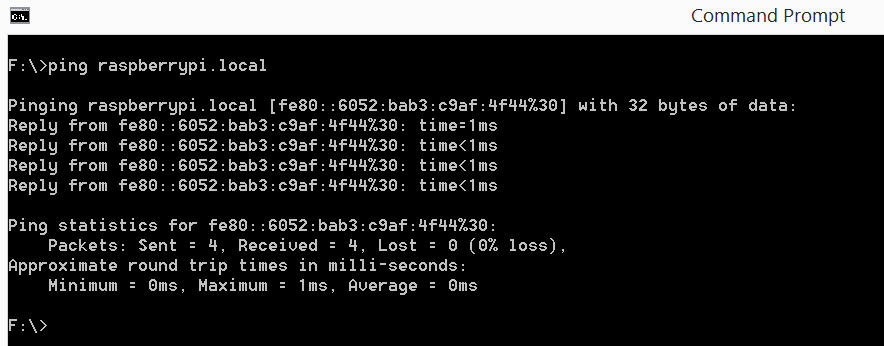 C:\.
Command Prompt
F:\>ping raspberrypi.local
Pinging raspberrypi.local [fe80::6052:bab3:c9af:4f44%30] with 32 bytes of data:
Reply from fe80::6052:bab3:c9af:4f44%30: time=1ms
Reply from fe80::6052:bab3:c9af:4f44%30: time<1ms
Reply from fe80::6052:bab3:c9af:4f44%30: time<1ms
Reply from fe80::6052:bab3:c9af:4f44%30: time<1ms
Ping statistics for fe80::6052:bab3:c9af:4f44%30:
    Packets: Sent = 4, Received = 4, Lost = 0 (0% loss),
Approximate round trip times in milli-seconds:
    Minimum = 0ms, Maximum = 1ms, Average = 0ms
F:\>